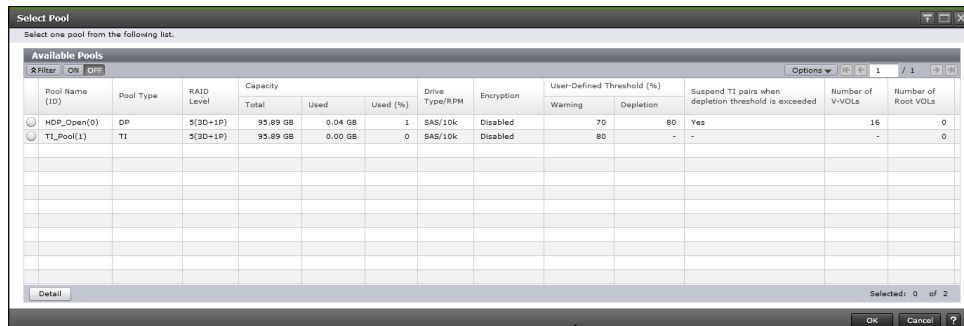 Select Pool
Select one pool from the following list.
Available Pools
Filter ON OFF Options 1 / 1
Pool Name (ID) Pool Type RAID Level Capacity Drive Type/RPM Encryption User-Defined Threshold (%) Suspend TI pairs when depletion threshold is exceeded Number of V-VOLs Number of Root VOLs
Total Used Used (%) Warning Depletion
HDP_Open(0) DP 5(3D+1P) 95.89 GB 0.04 GB 1 SAS/10k Disabled 70 80 Yes 16 0
TI_Pool(1) TI 5(3D+1P) 95.89 GB 0.00 GB 0 SAS/10k Disabled 80 - - - 0
Detail Selected: 0 of 2
OK Cancel ?